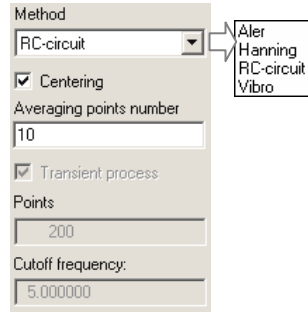 Method
RC-circuit
Centering
Averaging points number
10
Transient process
Points
200
Cutoff frequency:
5.000000
Aler
Hanning
RC-circuit
Vibro